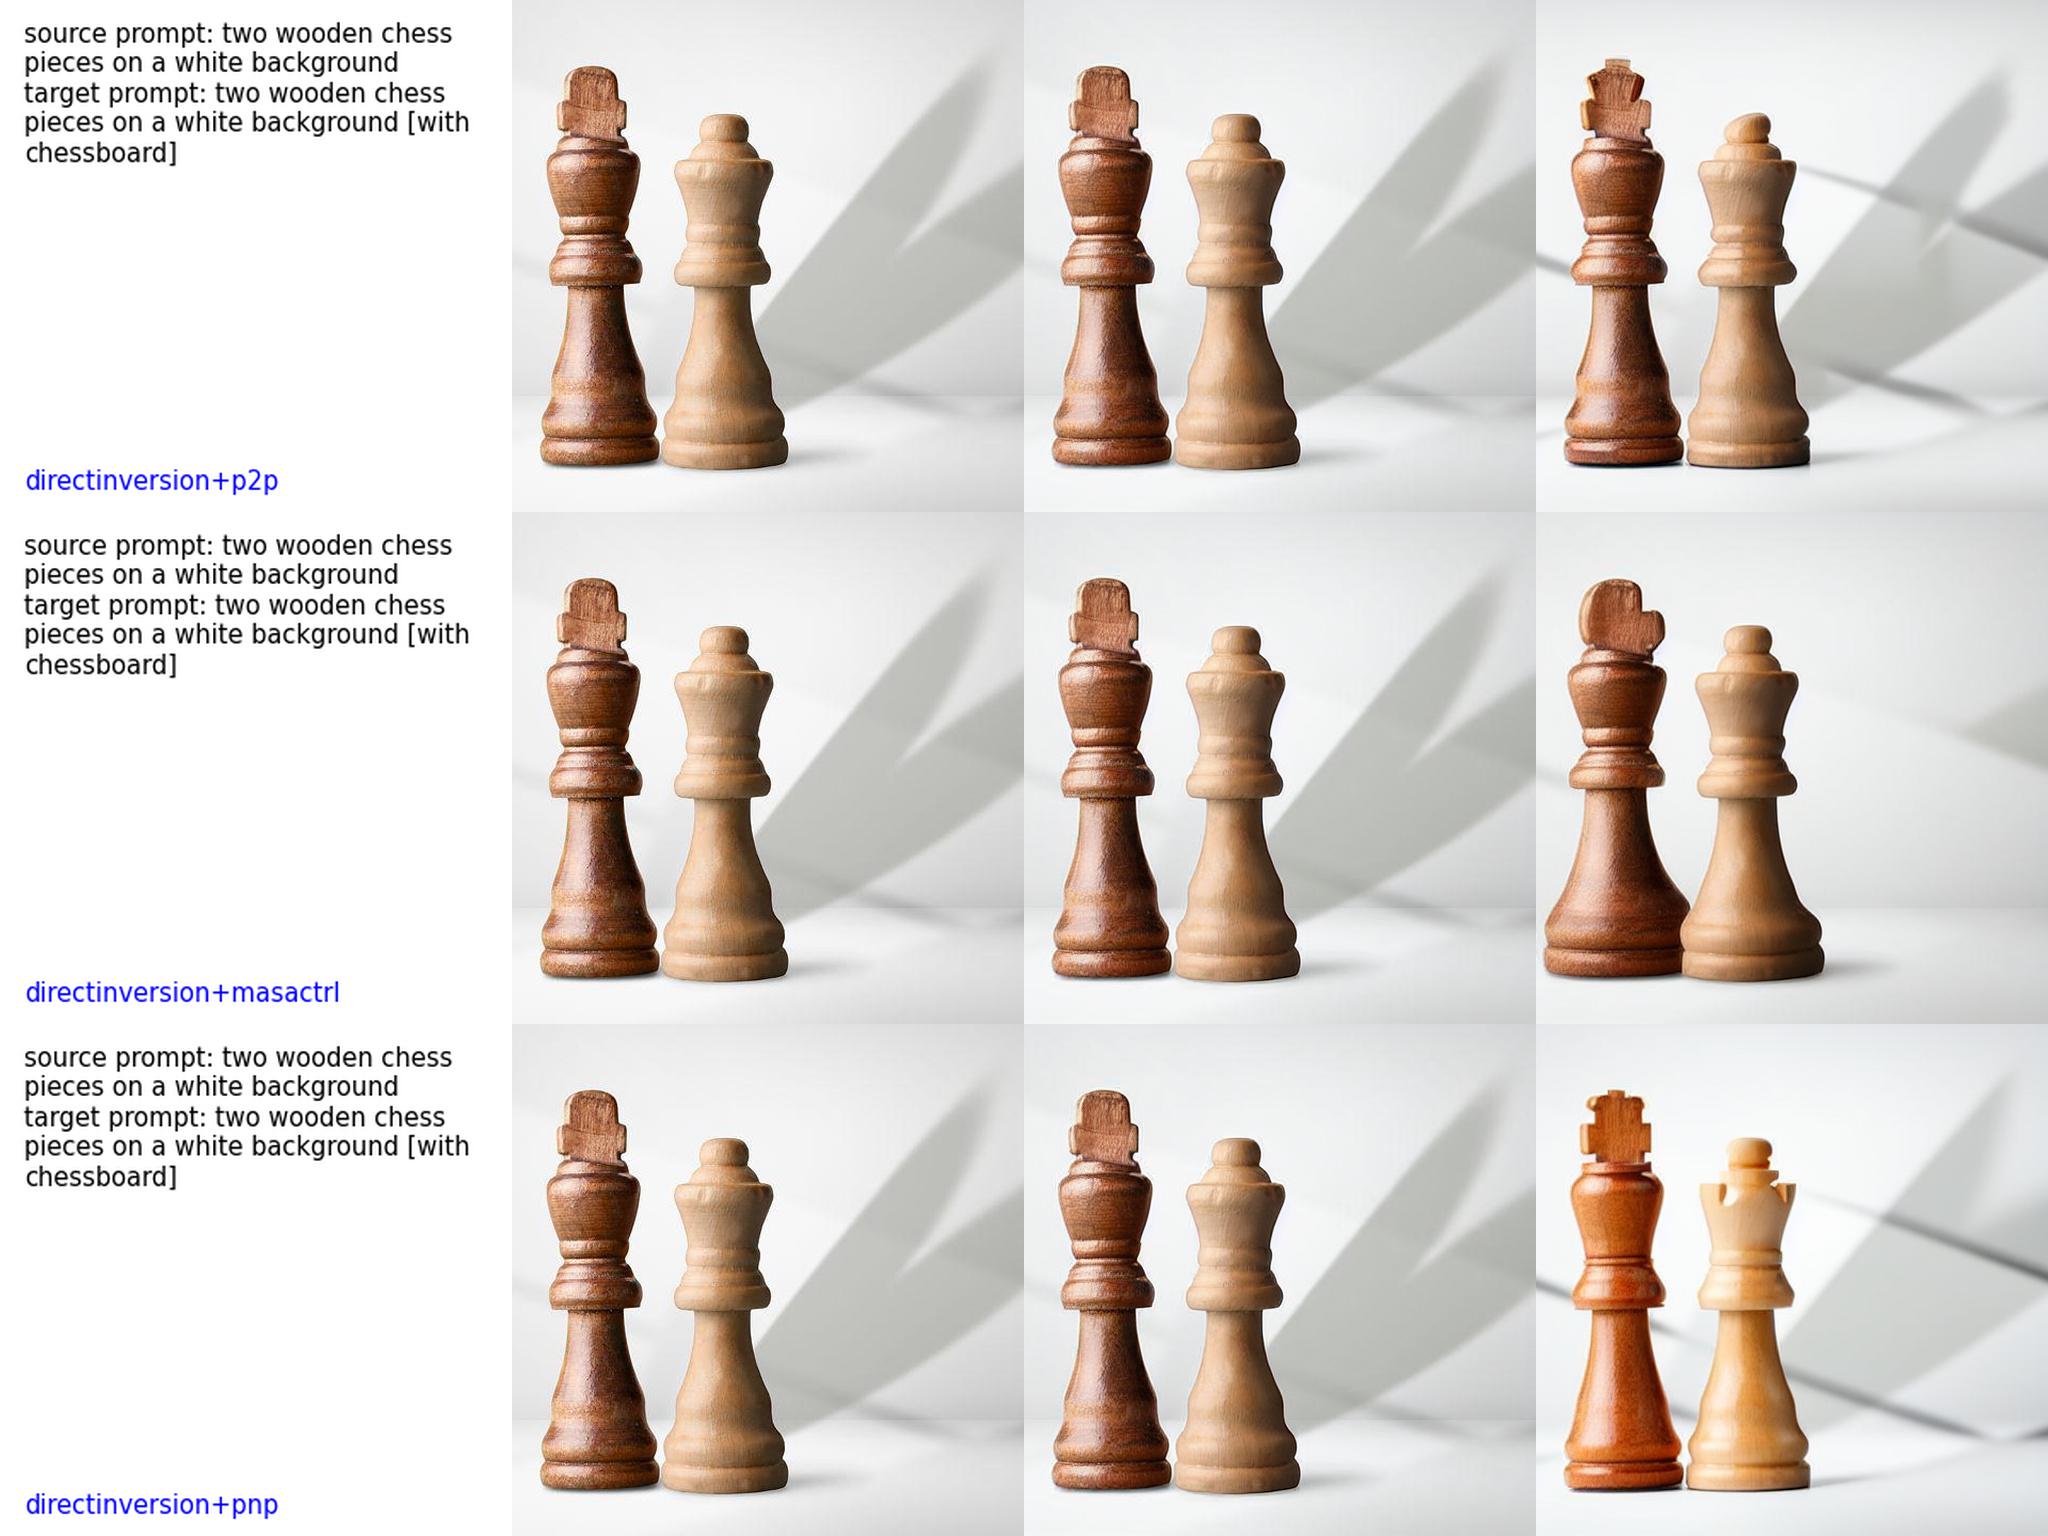 source prompt: two wooden chess
pieces on a white background
target prompt: two wooden chess
pieces on a white background [with
chessboard]
directinversion+p2p
source prompt: two wooden chess
pieces on a white background
target prompt: two wooden chess
pieces on a white background [with
chessboard]
directinversion+masactrl
source prompt: two wooden chess
pieces on a white background
target prompt: two wooden chess
pieces on a white background [with
chessboard]
directinversion+pnp